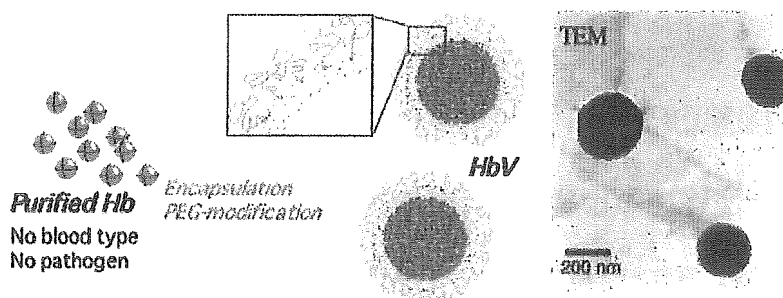 Purified Hb
No blood type
No pathogen
Encapsulation
PEG-modification
HbV
TEM
200 nm